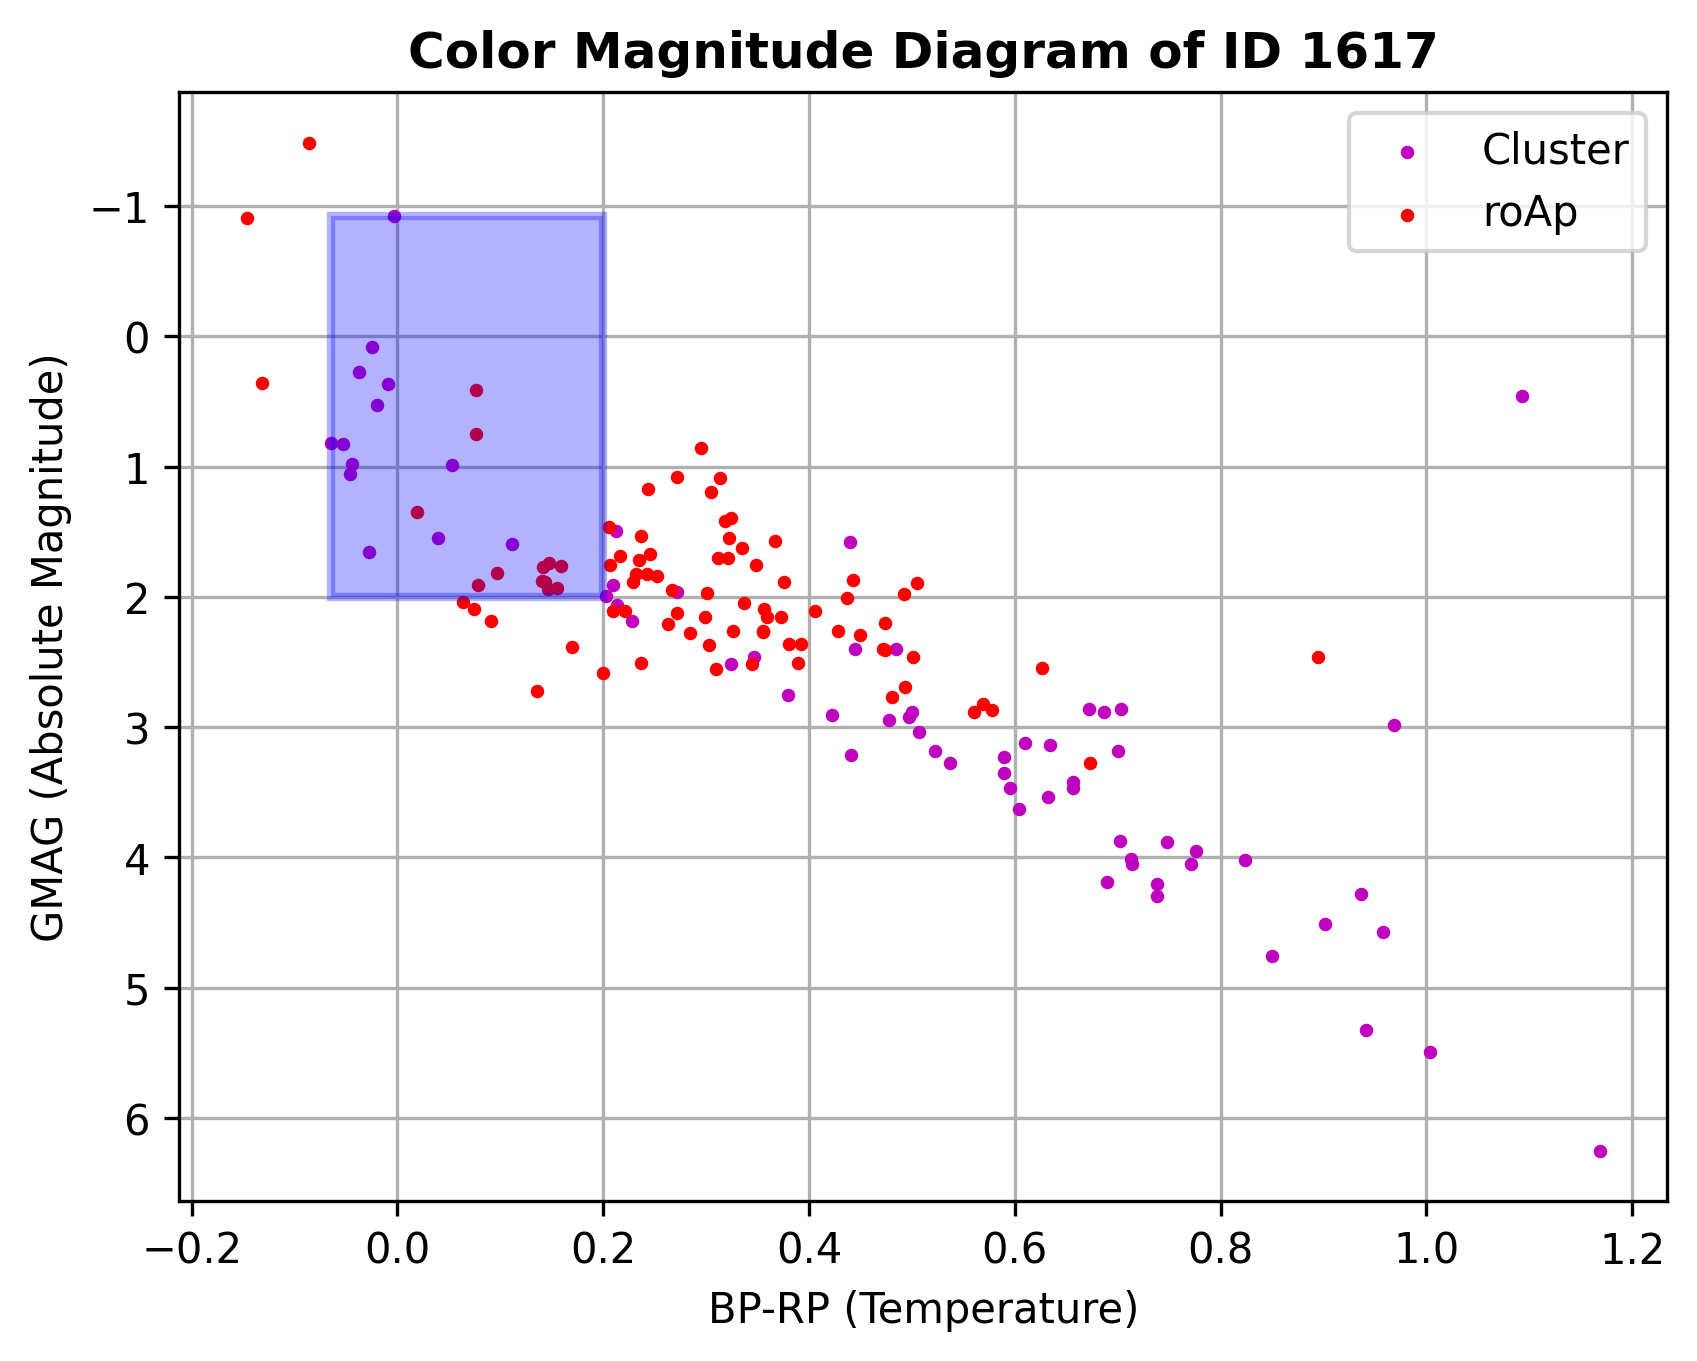 Color Magnitude Diagram of ID 1617
Cluster
roAp
−1
0
1
2
3
4
5
6
GMAG (Absolute Magnitude)
−0.2 0.0 0.2 0.4 0.6 0.8 1.0 1.2
BP-RP (Temperature)